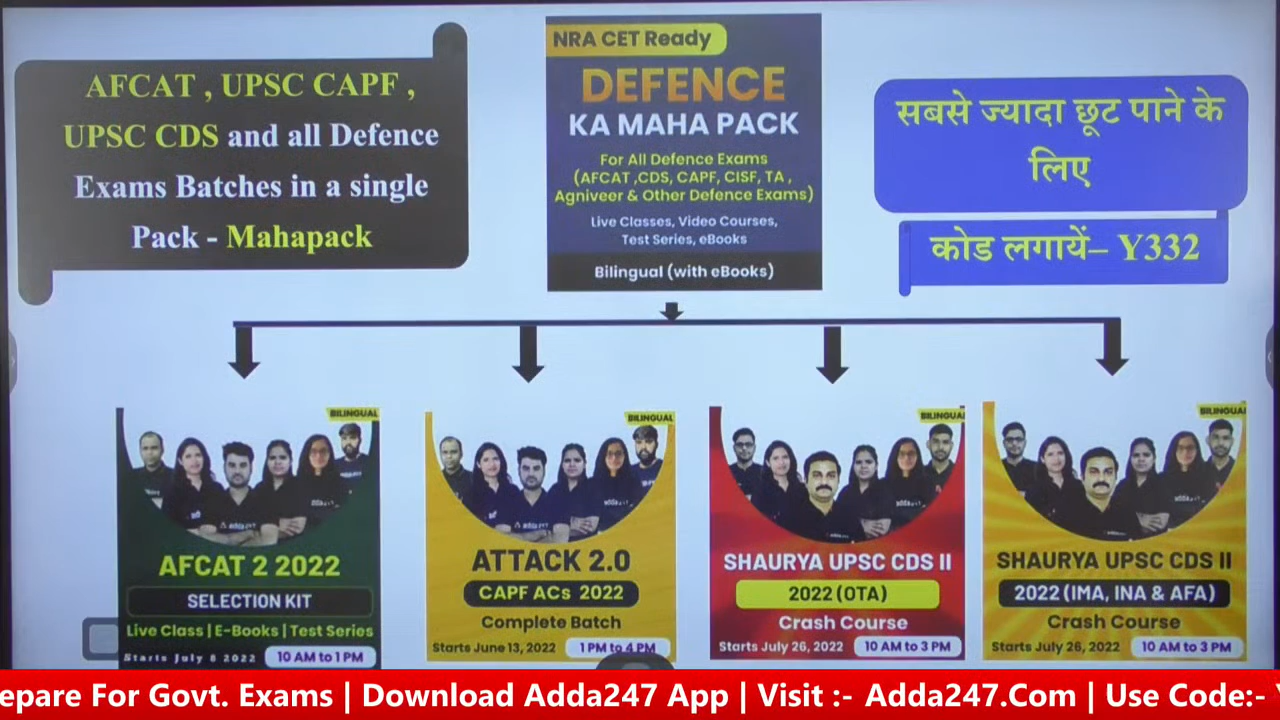 AFCAT , UPSC CAPF ,
UPSC CDS and all Defence
Exams Batches in a single
Pack - Mahapack
NRA CET Ready
DEFENCE
KA MAHA PACK
For All Defence Exams
(AFCAT ,CDS, CAPF, CISF, TA ,
Agniveer & Other Defence Exams)
Live Classes, Video Courses,
Test Series, eBooks
Bilingual (with eBooks)
सबसे ज्यादा छूट पाने के
लिए
कोड लगायें– Y332
BILINGUAL
AFCAT 2 2022
SELECTION KIT
Live Class | E-Books | Test Series
Starts July 6 2022
10 AM to 1 PM
BILINGUAL
ATTACK 2.0
CAPF ACs 2022
Complete Batch
Starts June 13, 2022
1 PM to 4 PM
BILINGUAL
SHAURYA UPSC CDS II
2022 (OTA)
Crash Course
Starts July 26, 2022
10 AM to 3 PM
BILINGUAL
SHAURYA UPSC CDS II
2022 (IMA, INA & AFA)
Crash Course
Starts July 26, 2022
10 AM to 3 PM
epare For Govt. Exams | Download Adda247 App | Visit :- Adda247.Com | Use Code:-